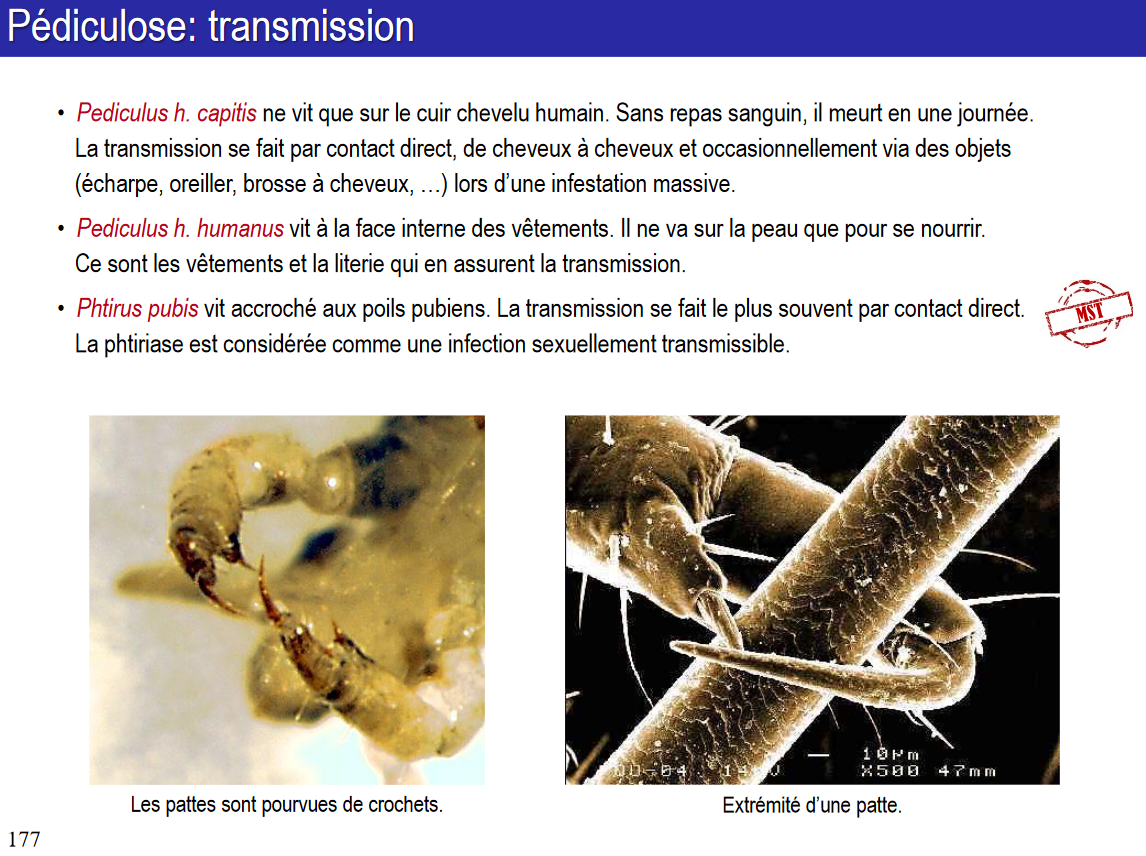 Pédiculose: transmission
• Pediculus h. capitis ne vit que sur le cuir chevelu humain. Sans repas sanguin, il meurt en une journée.
La transmission se fait par contact direct, de cheveux à cheveux et occasionnellement via des objets
(écharpe, oreiller, brosse à cheveux, …) lors d’une infestation massive.
• Pediculus h. humanus vit à la face interne des vêtements. Il ne va sur la peau que pour se nourrir.
Ce sont les vêtements et la literie qui en assurent la transmission.
• Phtirus pubis vit accroché aux poils pubiens. La transmission se fait le plus souvent par contact direct.
MST
La phtiriase est considérée comme une infection sexuellement transmissible.
10µm
X500 47mm
Les pattes sont pourvues de crochets.
Extrémité d’une patte.
177